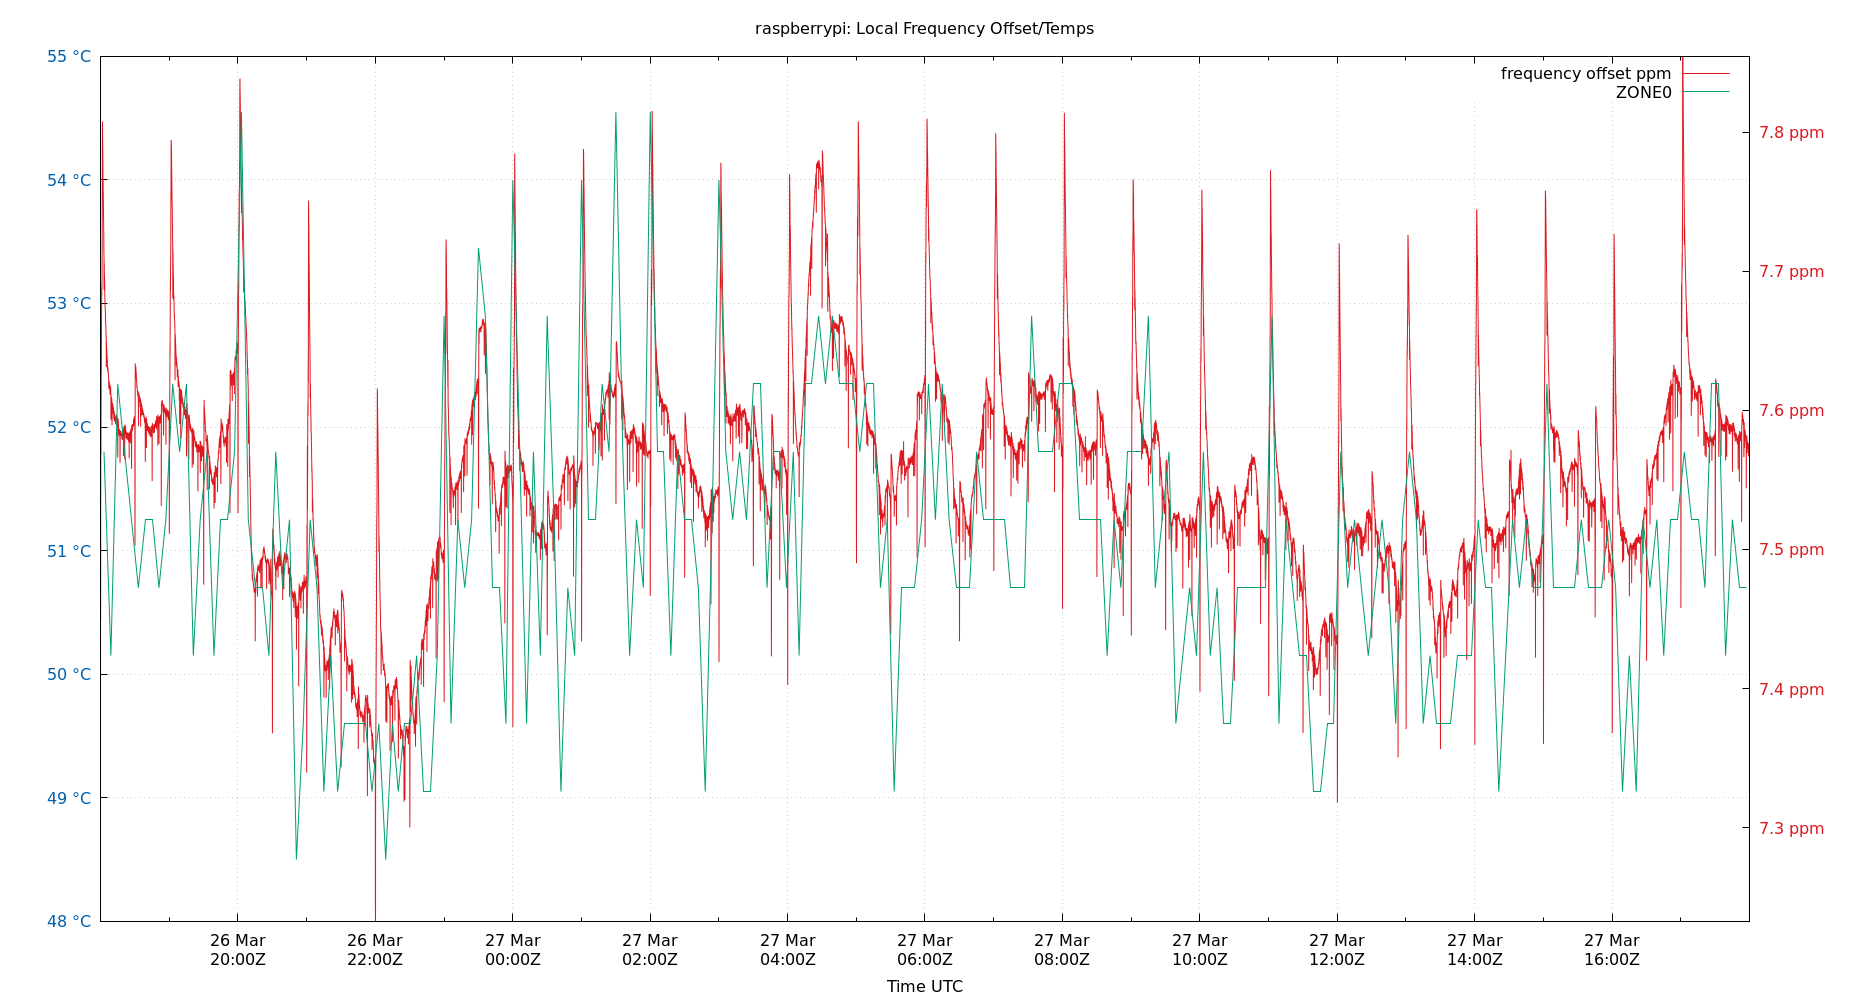 raspberrypi: Local Frequency Offset/Temps
frequency offset ppm
ZONE0
55 °C
54 °C
53 °C
52 °C
51 °C
50 °C
49 °C
48 °C
7.8 ppm
7.7 ppm
7.6 ppm
7.5 ppm
7.4 ppm
7.3 ppm
26 Mar
20:00Z
26 Mar
22:00Z
27 Mar
00:00Z
27 Mar
02:00Z
27 Mar
04:00Z
27 Mar
06:00Z
27 Mar
08:00Z
27 Mar
10:00Z
27 Mar
12:00Z
27 Mar
14:00Z
27 Mar
16:00Z
Time UTC